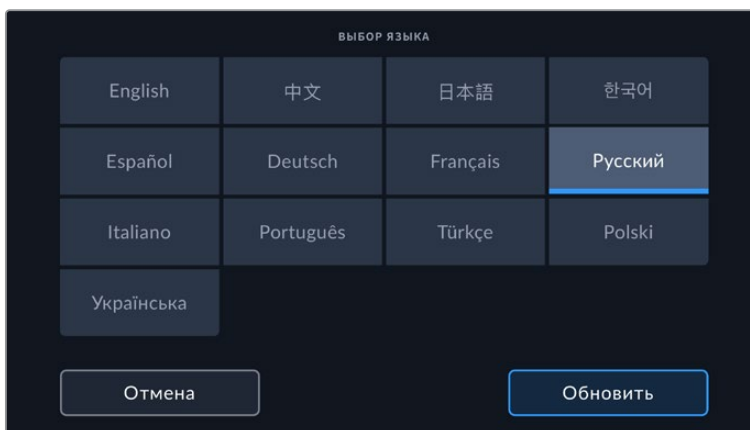 ВЫБОР ЯЗЫКА
English 中文 日本語 한국어
Español Deutsch Français Русский
Italiano Português Türkçe Polski
Українська
Отмена Обновить